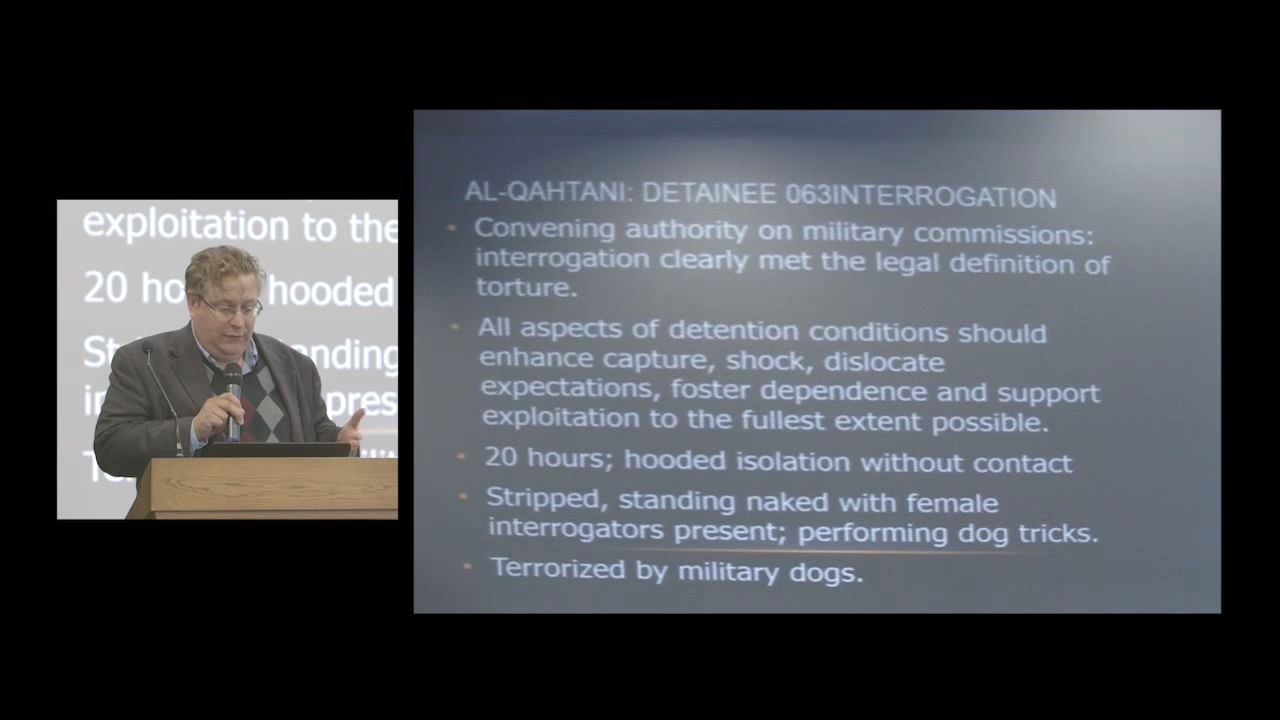 exploitation to the
20 ho hooded
St anding
in pres
AL-QAHTANI: DETAINEE 063INTERROGATION
• Convening authority on military commissions:
interrogation clearly met the legal definition of
torture.
• All aspects of detention conditions should
enhance capture, shock, dislocate
expectations, foster dependence and support
exploitation to the fullest extent possible.
• 20 hours; hooded isolation without contact
• Stripped, standing naked with female
interrogators present; performing dog tricks.
• Terrorized by military dogs.